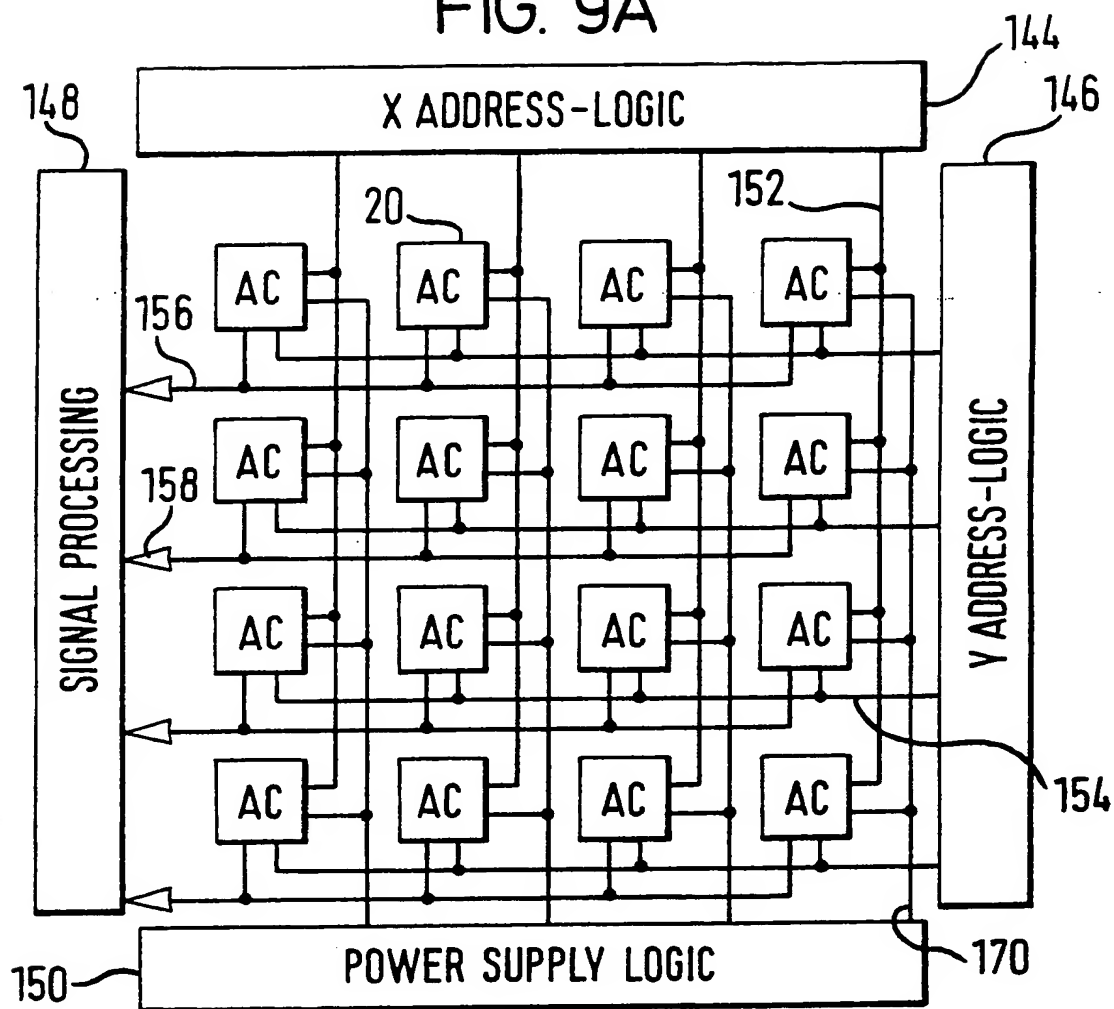 FIG. 9A
144
148
X ADDRESS-LOGIC
146
20
152
AC AC AC AC
156
SIGNAL PROCESSING
AC AC AC AC
158
Y ADDRESS-LOGIC
AC AC AC AC
AC AC AC AC
154
150
POWER SUPPLY LOGIC
170